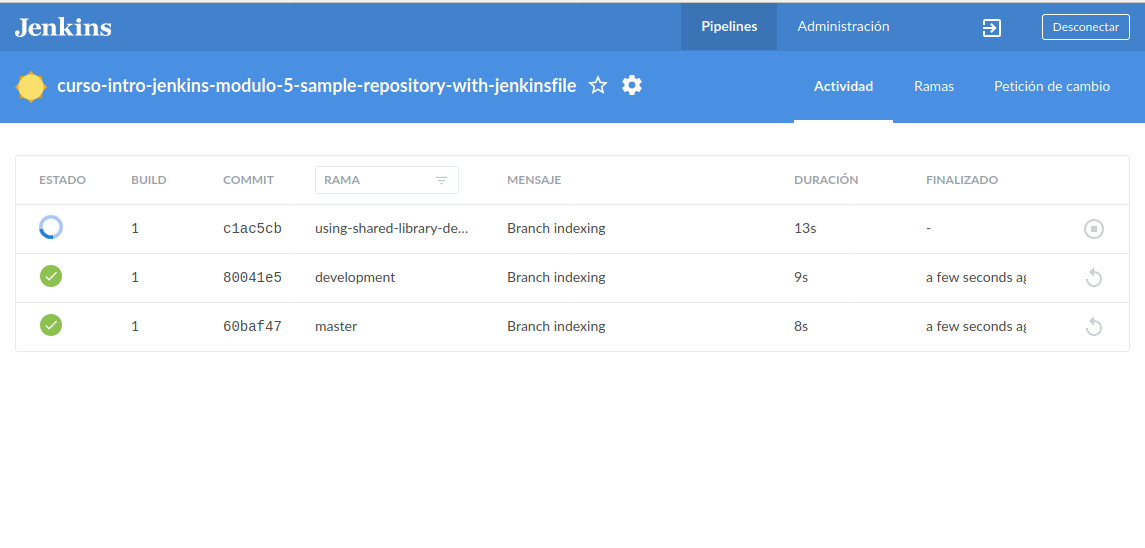 Jenkins Pipelines Administración Desconectar
curso-intro-jenkins-modulo-5-sample-repository-with-jenkinsfile Actividad Ramas Petición de cambio
ESTADO BUILD COMMIT RAMA MENSAJE DURACIÓN FINALIZADO
1 c1ac5cb using-shared-library-de... Branch indexing 13s -
1 80041e5 development Branch indexing 9s a few seconds ag
1 60baf47 master Branch indexing 8s a few seconds ag